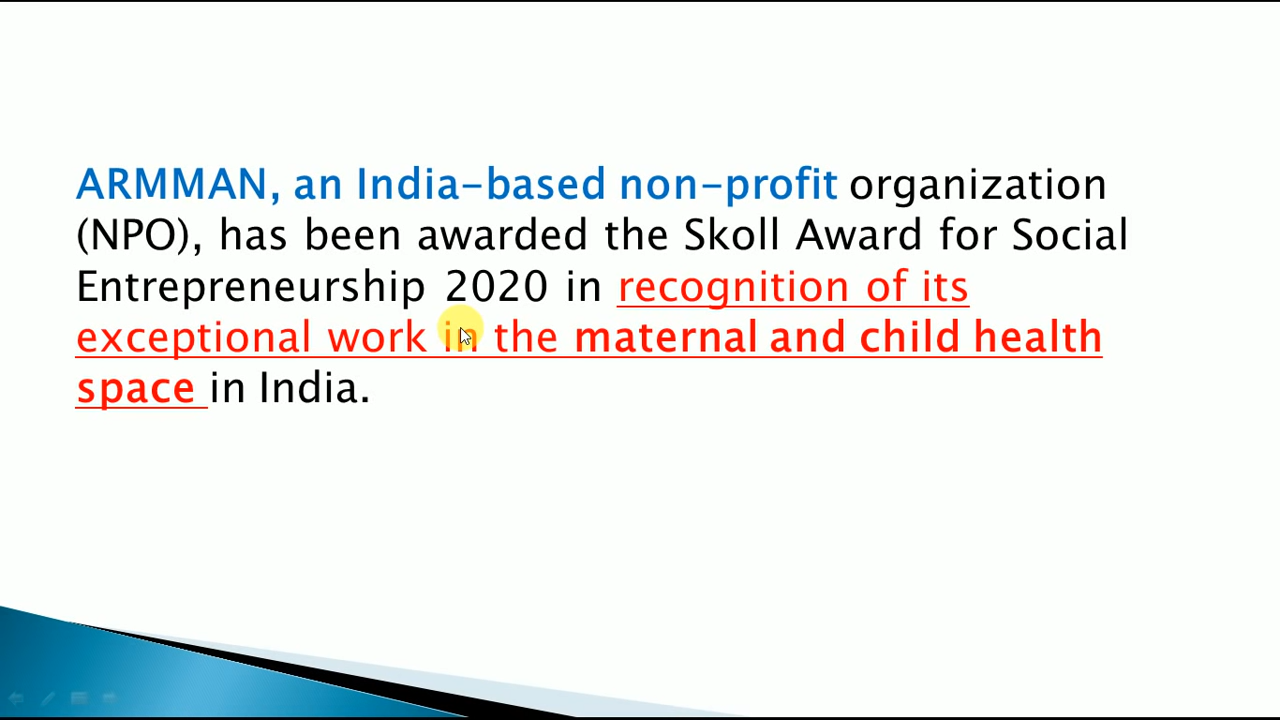 ARMMAN, an India-based non-profit organization
(NPO), has been awarded the Skoll Award for Social
Entrepreneurship 2020 in recognition of its
exceptional work in the maternal and child health
space in India.